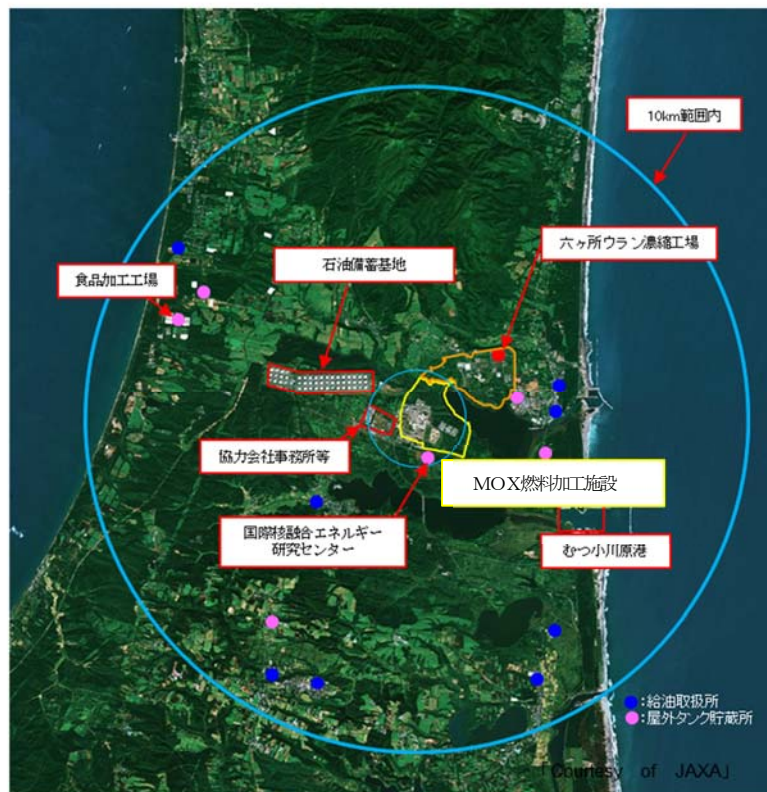 10km範囲内
六ヶ所ウラン濃縮工場
石油備蓄基地
食品加工工場
協力会社事務所等
MOX燃料加工施設
国際核融合エネルギー
研究センター
むつ小川原港
:給油取扱所
:屋外タンク貯蔵所
「Courtesy of JAXA」